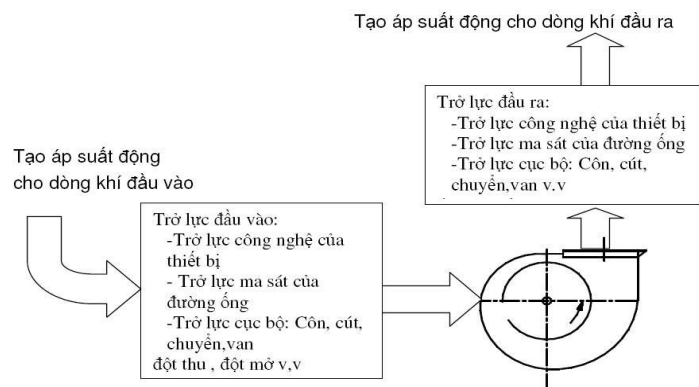 Tạo áp suất động cho dòng khí đầu ra
Trở lực đầu ra:
-Trở lực công nghệ của thiết bị
-Trở lực ma sát của đường ống
-Trở lực cục bộ: Côn, cút,
chuyển,van v.v
Tạo áp suất động
cho dòng khí đầu vào
Trở lực đầu vào:
-Trở lực công nghệ của
thiết bị
- Trở lực ma sát của
đường ống
-Trở lực cục bộ: Côn, cút,
chuyển,van
đột thu , đột mở v,v